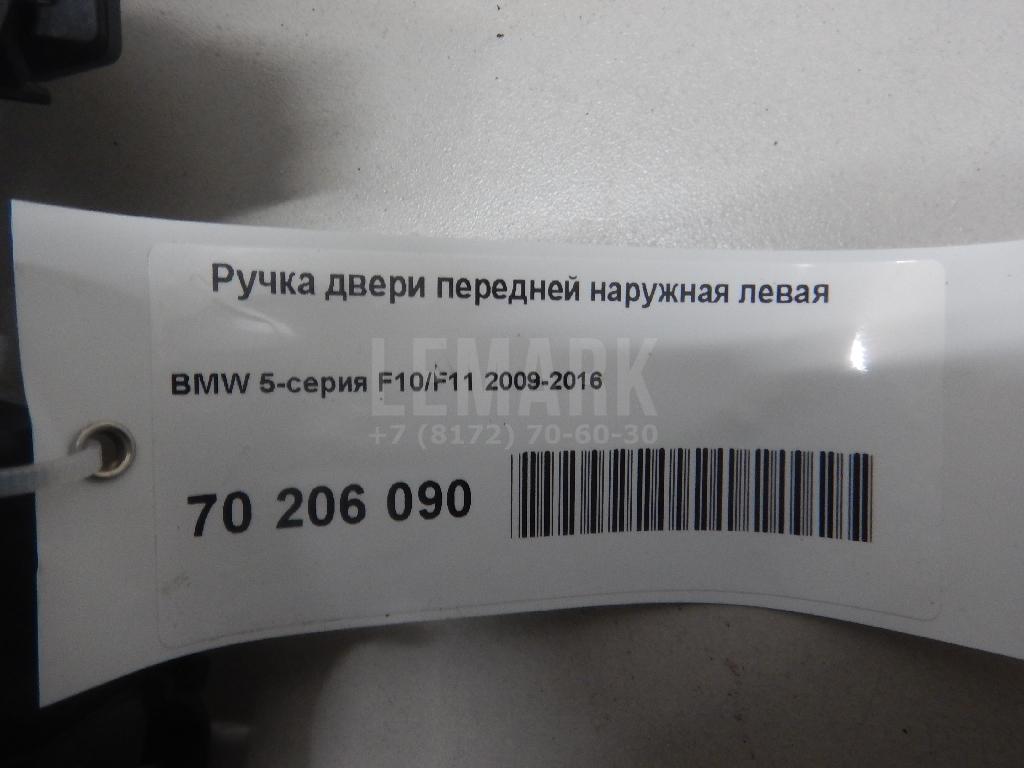 Ручка двери передней наружная левая
LEMARK
BMW 5-серия F10/F11 2009-2016
+7 (8172) 70-60-30
70 206 090